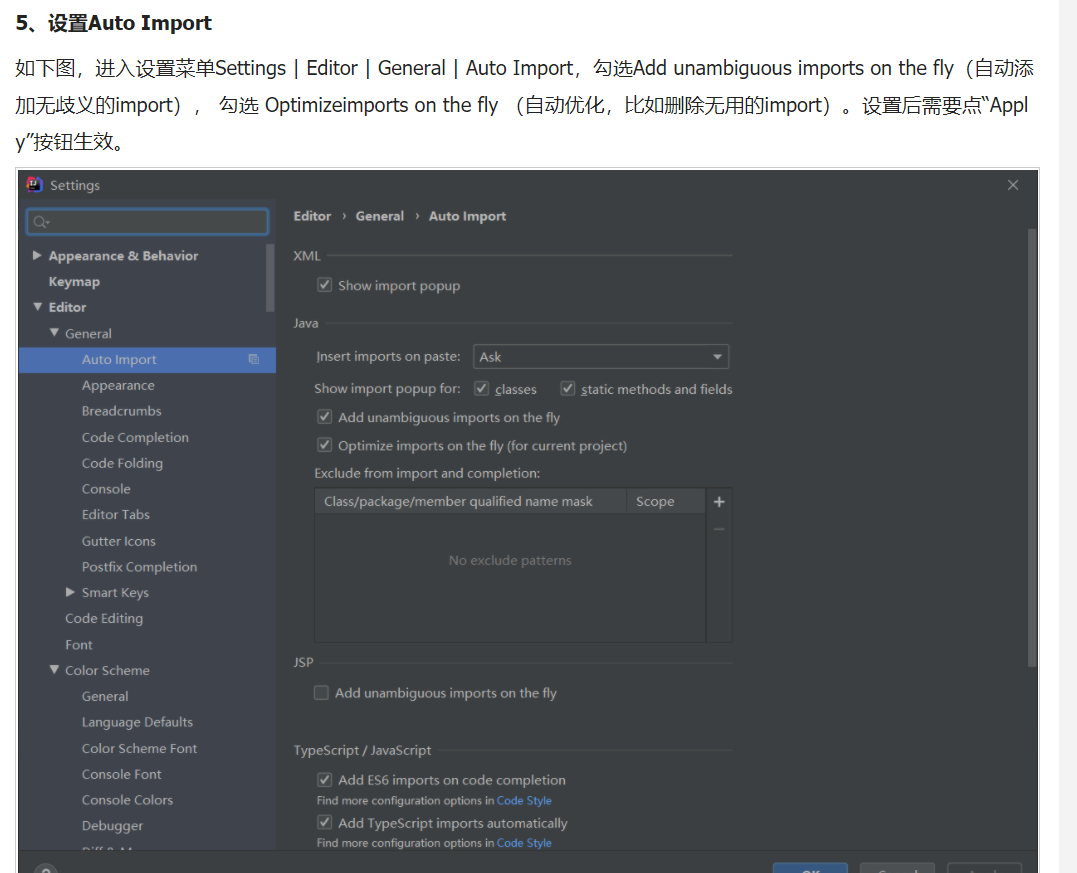 5、设置Auto Import
如下图，进入设置菜单Settings | Editor | General | Auto Import，勾选Add unambiguous imports on the fly（自动添
加无歧义的import）， 勾选 Optimizeimports on the fly （自动优化，比如删除无用的import）。设置后需要点“Appl
y”按钮生效。
Settings
Editor › General › Auto Import
Appearance & Behavior
Keymap
Editor
General
Auto Import
Appearance
Breadcrumbs
Code Completion
Code Folding
Console
Editor Tabs
Gutter Icons
Postfix Completion
Smart Keys
Code Editing
Font
Color Scheme
General
Language Defaults
Color Scheme Font
Console Font
Console Colors
Debugger
XML
Show import popup
Java
Insert imports on paste: Ask
Show import popup for: classes static methods and fields
Add unambiguous imports on the fly
Optimize imports on the fly (for current project)
Exclude from import and completion:
Class/package/member qualified name mask Scope
No exclude patterns
JSP
Add unambiguous imports on the fly
TypeScript / JavaScript
Add ES6 imports on code completion
Find more configuration options in Code Style
Add TypeScript imports automatically
Find more configuration options in Code Style